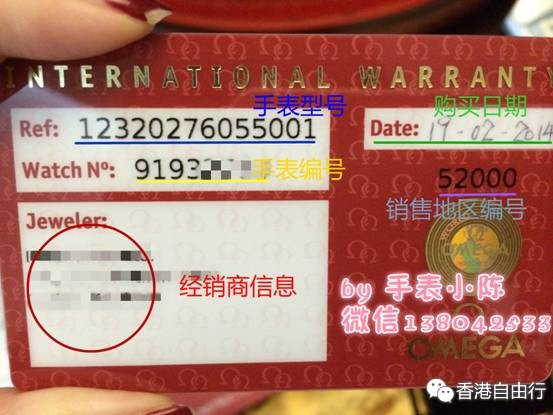 INTERNATIONAL WARRANTY
手表型号
购买日期
Ref: 12320276055001
Date: 19-02-2014
Watch Nº: 9193
手表编号
52000
销售地区编号
Jeweler:
经销商信息
by 手表小陈
微信138042533
OMEGA
香港自由行